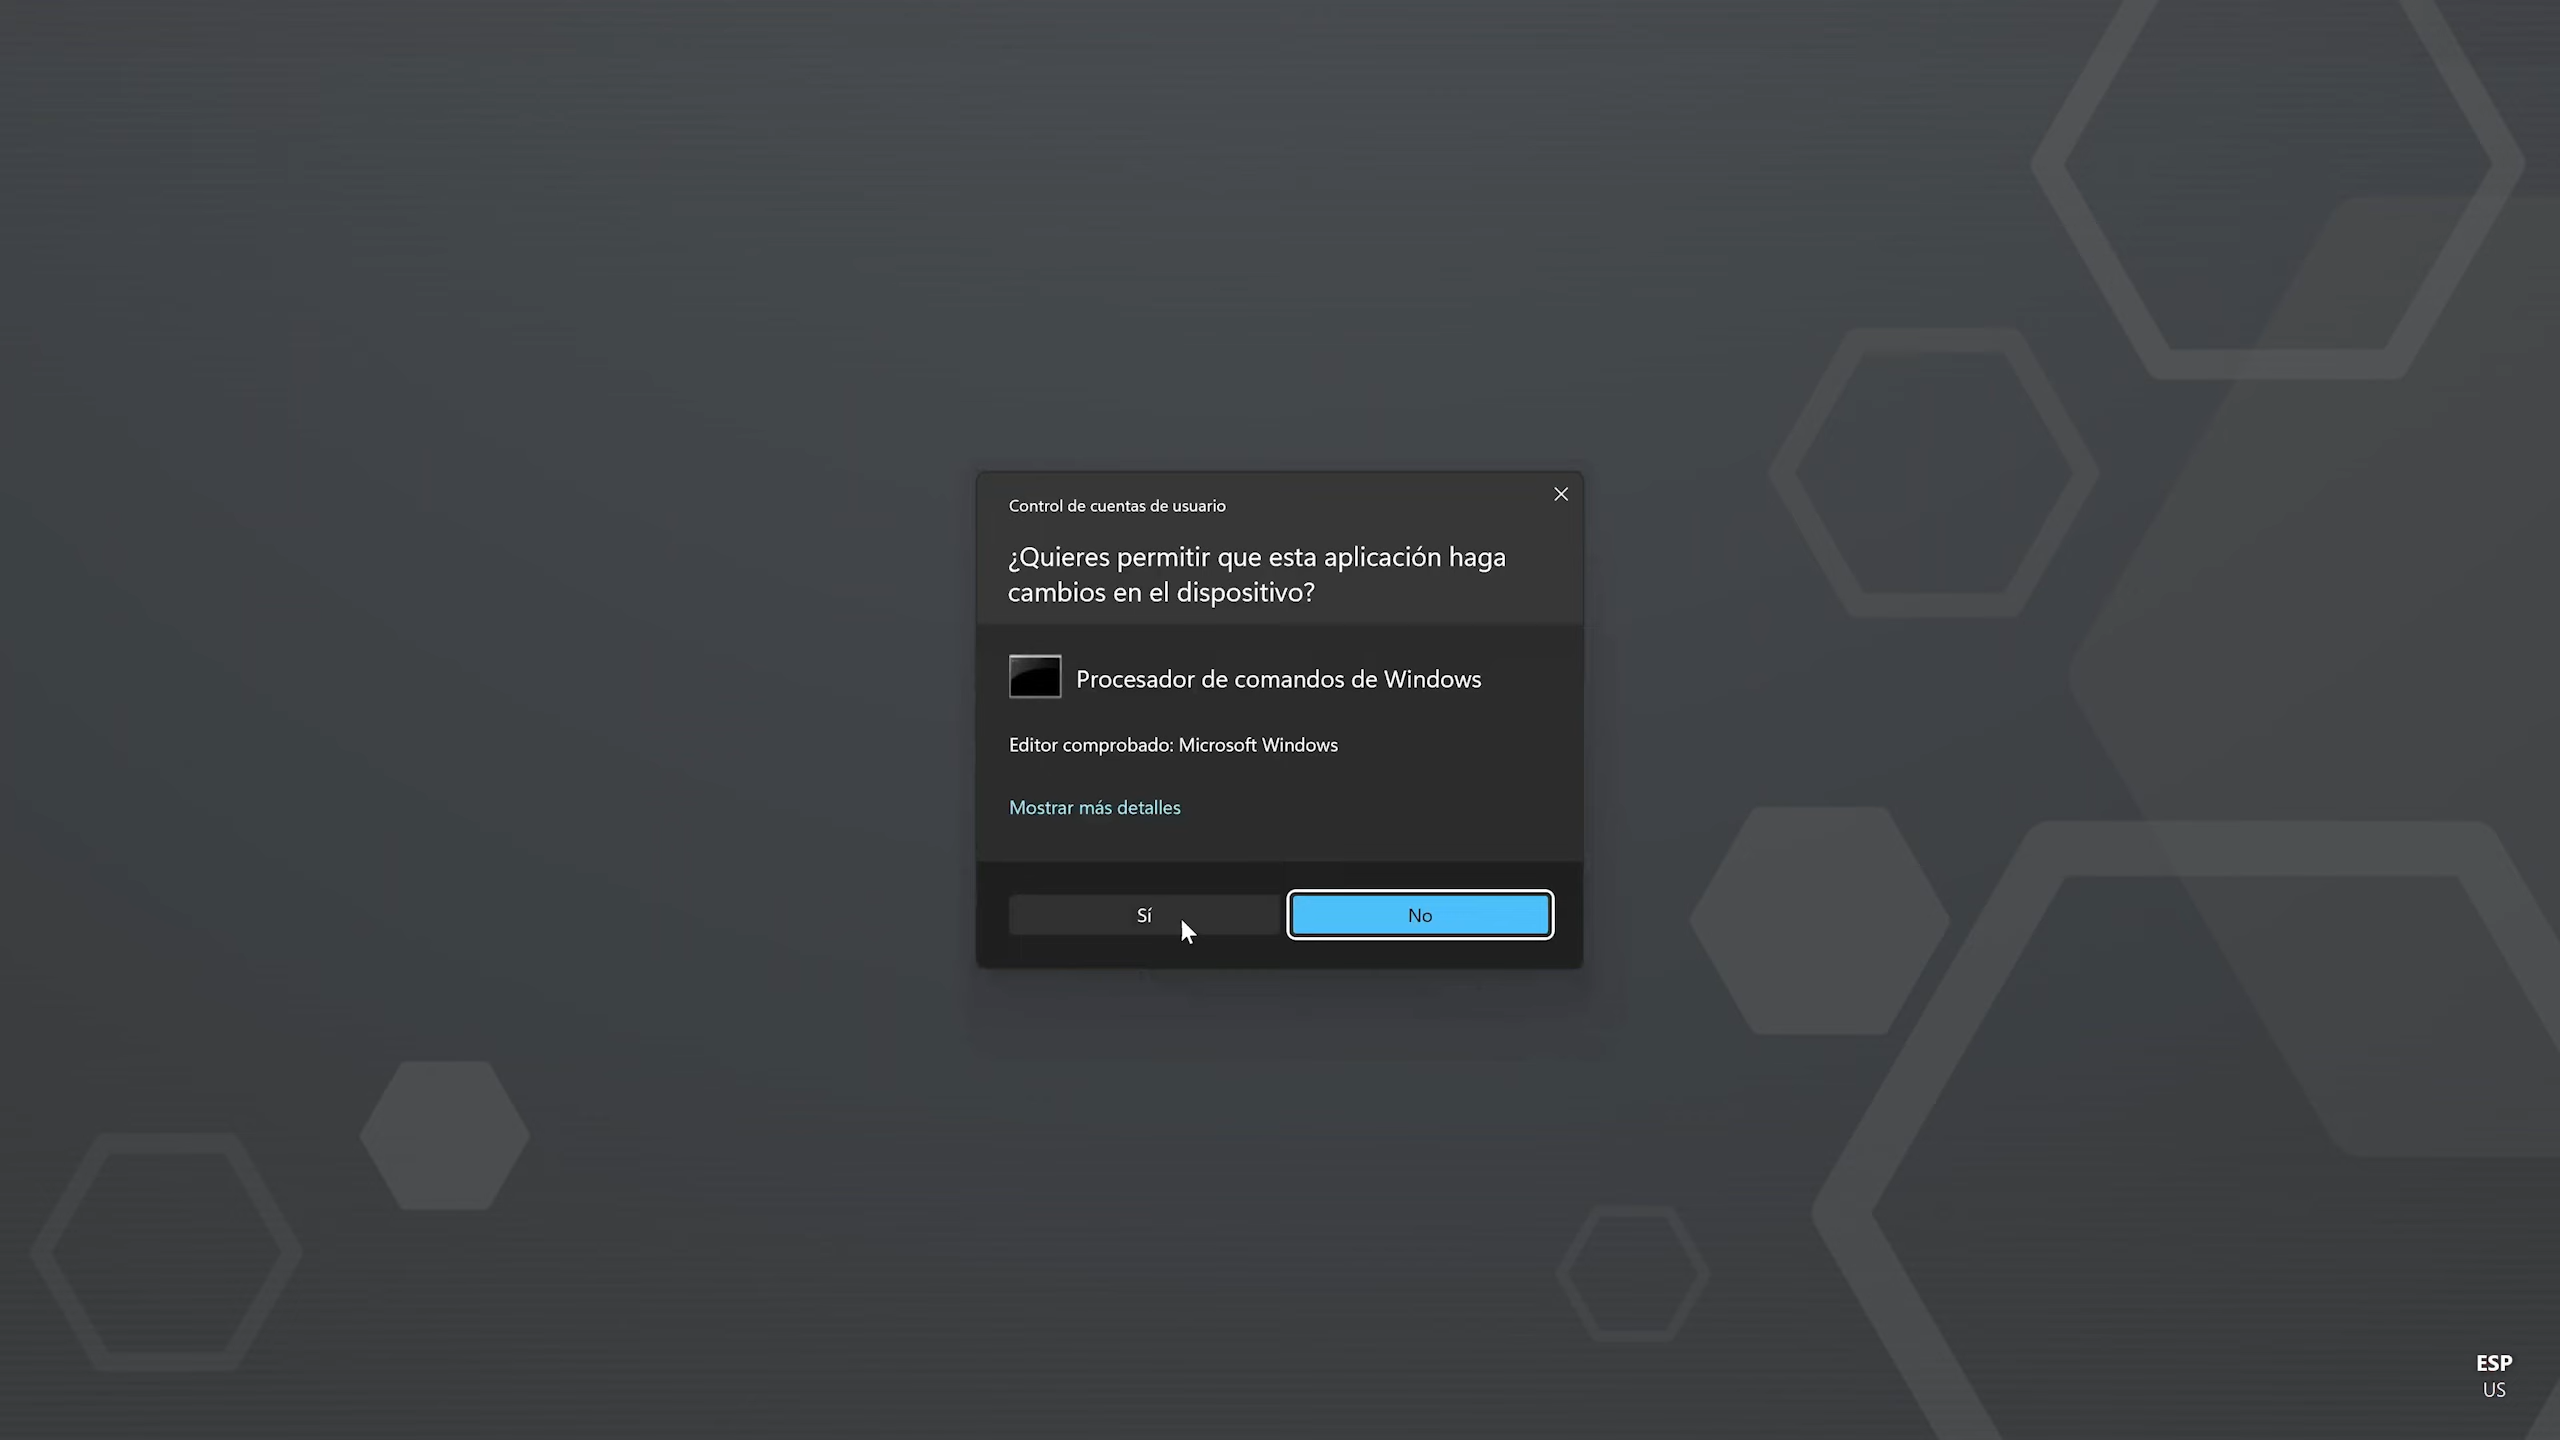 Control de cuentas de usuario
¿Quieres permitir que esta aplicación haga
cambios en el dispositivo?
Procesador de comandos de Windows
Editor comprobado: Microsoft Windows
Mostrar más detalles
Sí
No
ESP
US